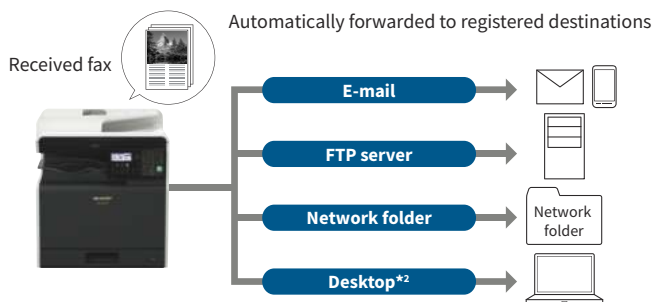 Automatically forwarded to registered destinations
Received fax
E-mail
FTP server
Network folder
Network
folder
Desktop*2